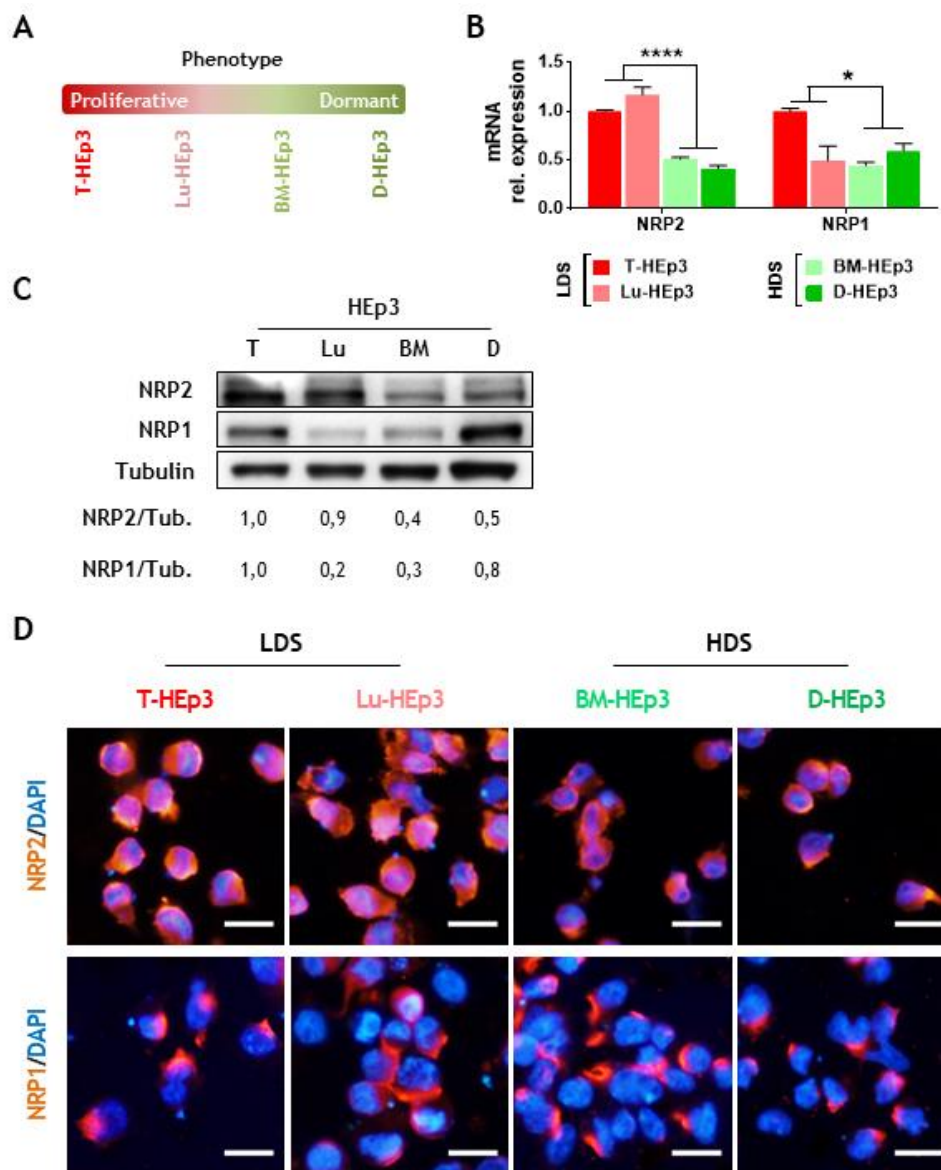 A
Phenotype
Proliferative Dormant
T-HEp3
Lu-HEp3
BM-HEp3
D-HEp3
B
mRNA
rel. expression
1.5
1.0
0.5
0.0
****
*
NRP2 NRP1
LDS
T-HEp3
Lu-HEp3
HDS
BM-HEp3
D-HEp3
C
HEp3
T Lu BM D
NRP2
NRP1
Tubulin
NRP2/Tub. 1,0 0,9 0,4 0,5
NRP1/Tub. 1,0 0,2 0,3 0,8
D
LDS HDS
T-HEp3 Lu-HEp3 BM-HEp3 D-HEp3
NRP2/DAPI
NRP1/DAPI